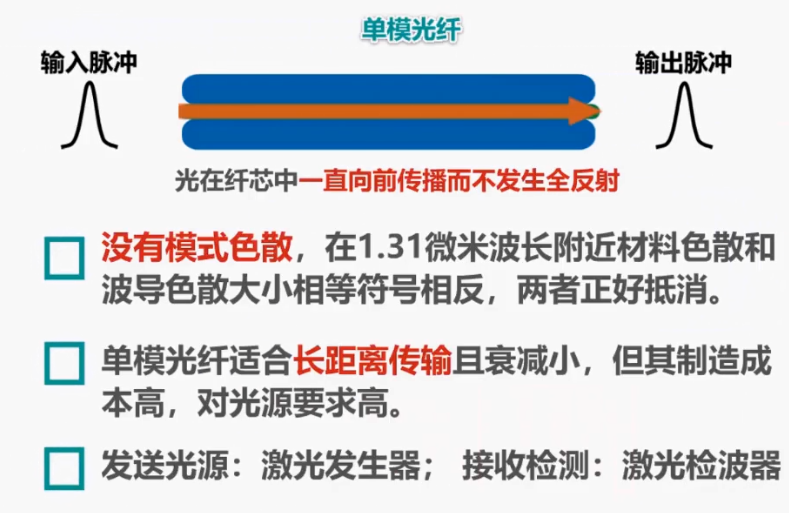 单模光纤
输入脉冲
输出脉冲
光在纤芯中一直向前传播而不发生全反射
没有模式色散，在1.31微米波长附近材料色散和
波导色散大小相等符号相反，两者正好抵消。
单模光纤适合长距离传输且衰减小，但其制造成
本高，对光源要求高。
发送光源：激光发生器； 接收检测：激光检波器